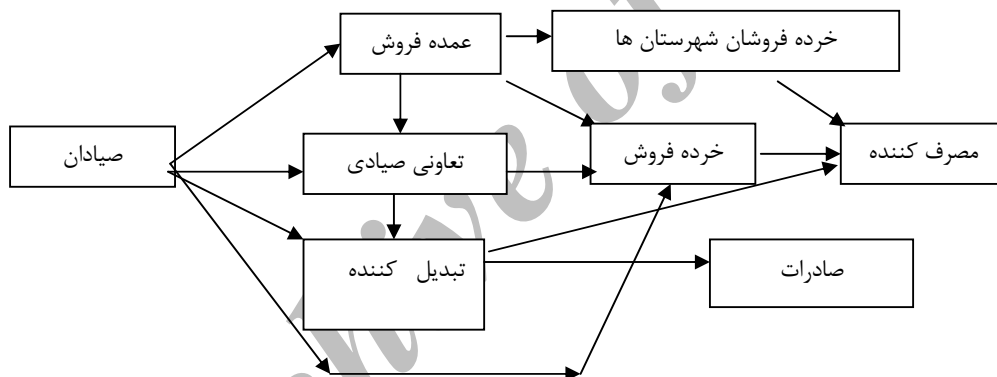 عمده فروش
خرده فروشان شهرستان ها
صیادان
تعاونی صیادی
خرده فروش
مصرف کننده
تبدیل کننده
صادرات